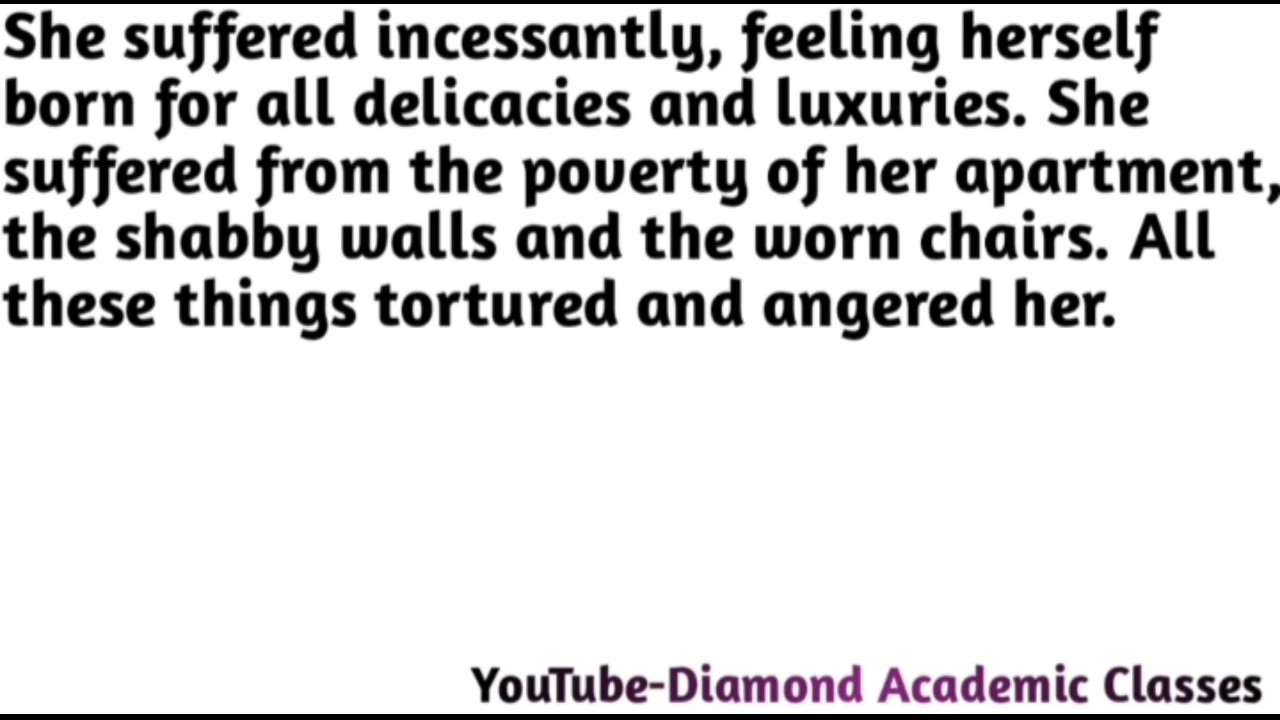 She suffered incessantly, feeling herself
born for all delicacies and luxuries. She
suffered from the poverty of her apartment,
the shabby walls and the worn chairs. All
these things tortured and angered her.
YouTube-Diamond Academic Classes